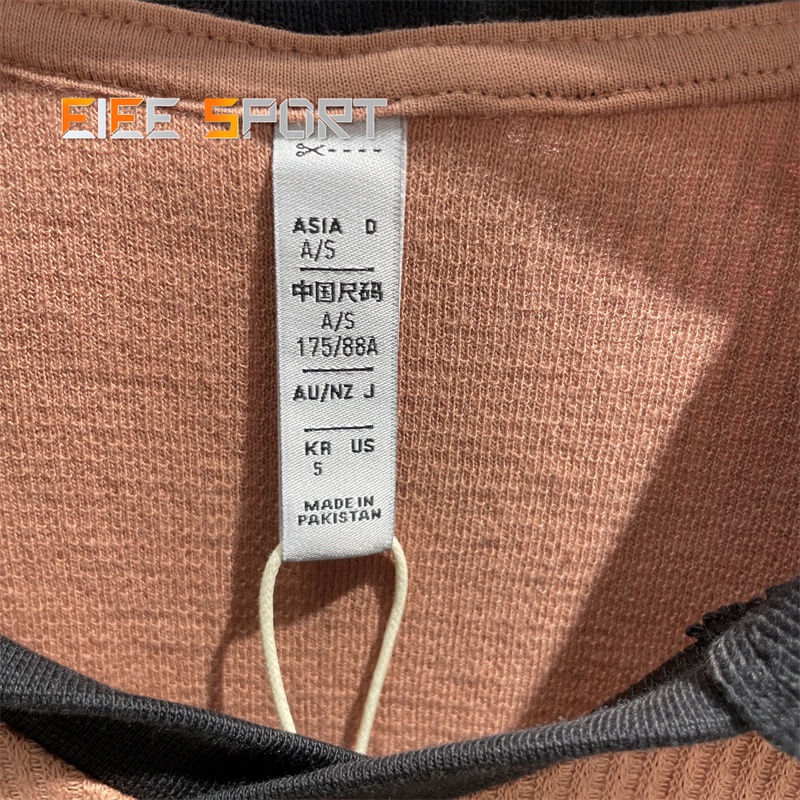 EIEE SPORT
ASIA D
A/S
中国尺码
A/S
175/88A
AU/NZ J
KR US
S
MADE IN
PAKISTAN